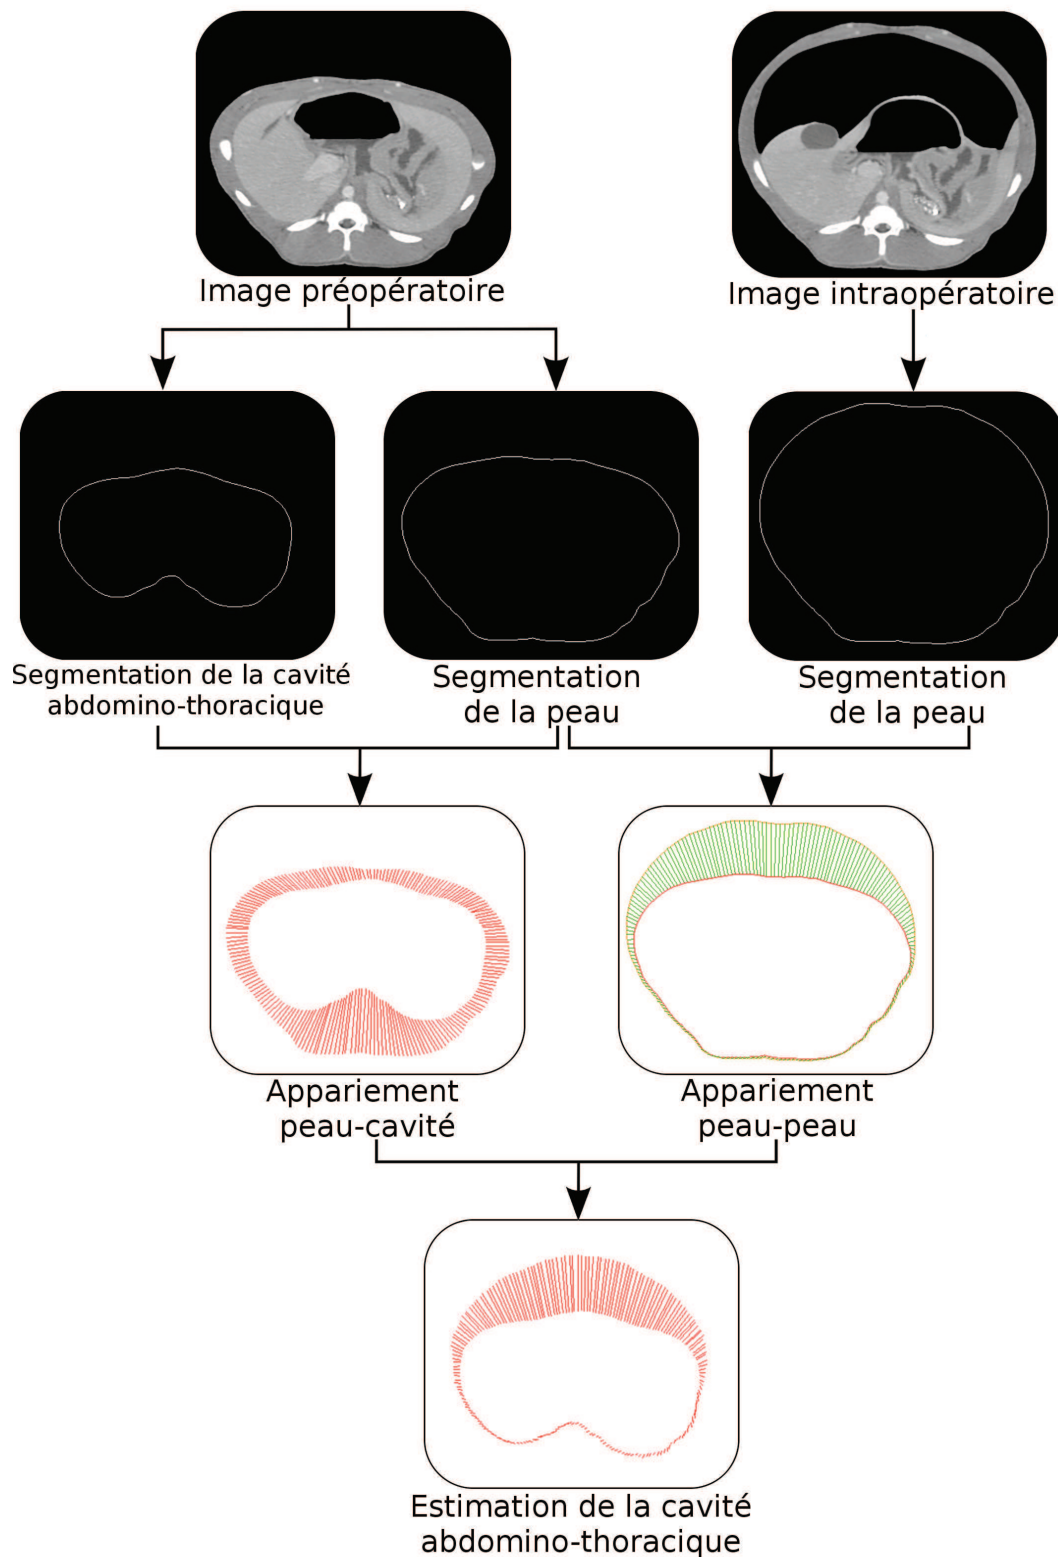 Image préopératoire
Image intraopératoire
Segmentation de la cavité
abdomino-thoracique
Segmentation
de la peau
Segmentation
de la peau
Appariement
peau-cavité
Appariement
peau-peau
Estimation de la cavité
abdomino-thoracique